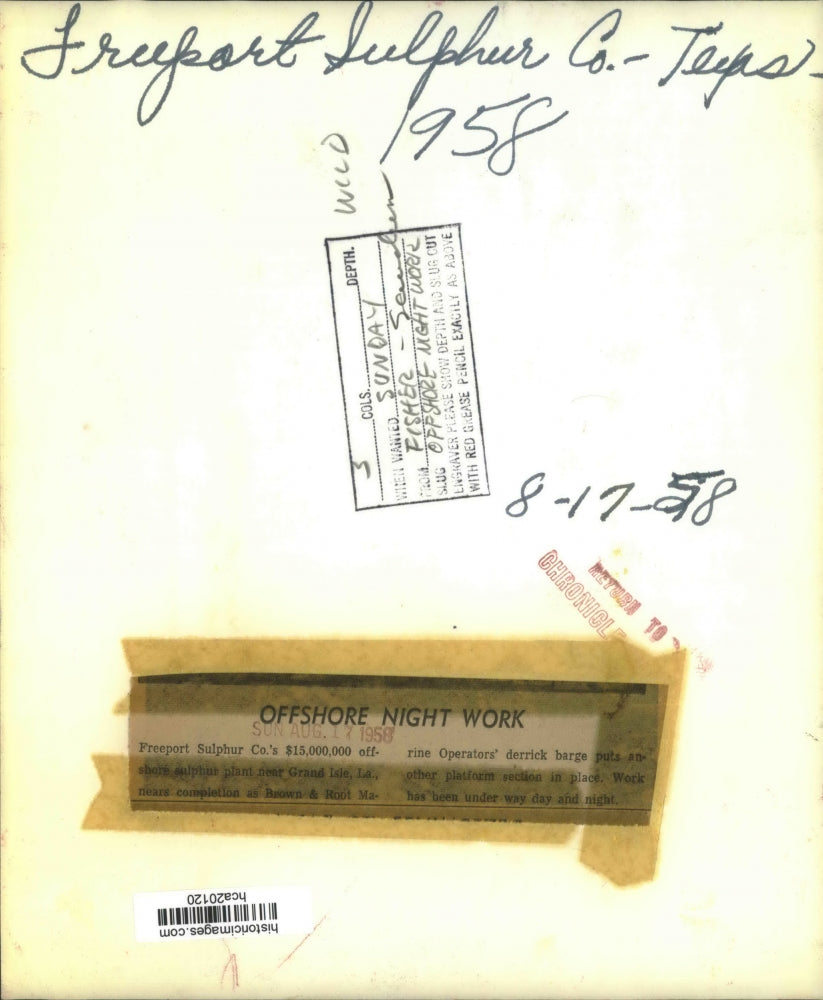 Freeport Sulphur Co. - Texas -
1958
WILD
3 COLS. DEPTH.
WHEN WANTED SUNDAY
FROM FISHER -
SLUG OFFSHORE NIGHT WORK
ENGRAVER PLEASE SHOW DEPTH AND SLUG CUT
WITH RED GREASE PENCIL EXACTLY AS ABOVE
8-17-58
RETURN TO
CHRONICLE
OFFSHORE NIGHT WORK
SUN AUG. 17 1958
Freeport Sulphur Co.'s $15,000,000 off-
shore sulphur plant near Grand Isle, La.,
nears completion as Brown & Root Ma-
rine Operators' derrick barge puts an-
other platform section in place. Work
has been under way day and night.
historicimages.com
hca20120